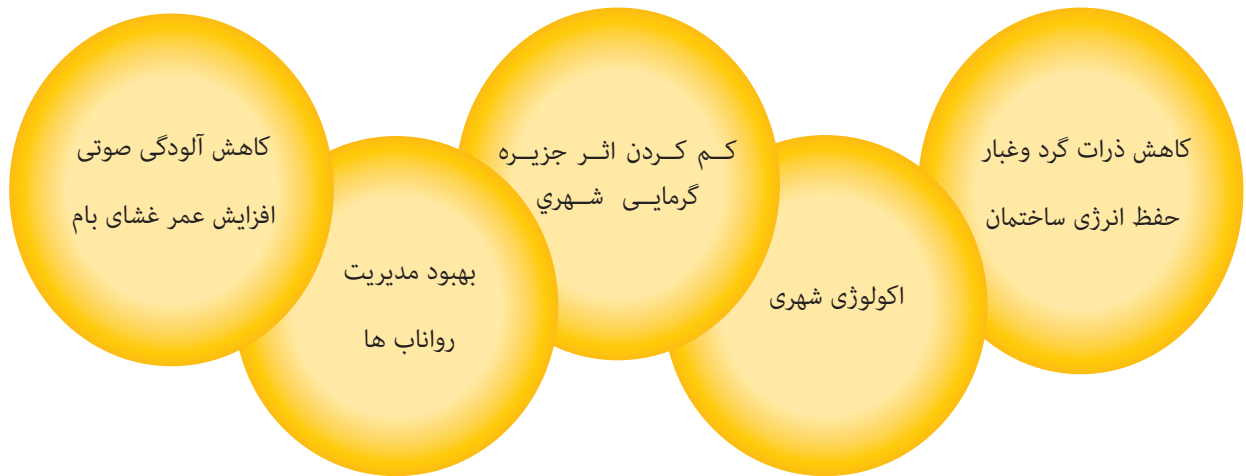 کاهش ذرات گرد وغبار
حفظ انرژی ساختمان
اکولوژی شهری
کـم کـردن اثـر جزیـره
گرمایـی شـهري
بهبود مدیریت
رواناب ها
کاهش آلودگی صوتی
افزایش عمر غشای بام